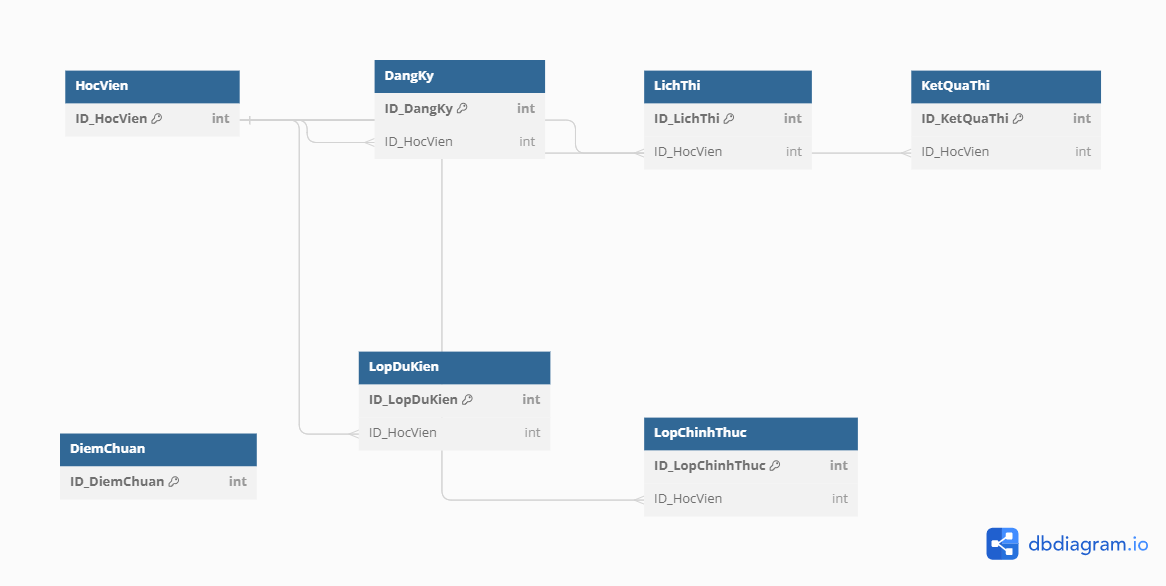 HocVien
ID_HocVien int
DangKy
ID_DangKy int
ID_HocVien int
LichThi
ID_LichThi int
ID_HocVien int
KetQuaThi
ID_KetQuaThi int
ID_HocVien int
LopDuKien
ID_LopDuKien int
ID_HocVien int
DiemChuan
ID_DiemChuan int
LopChinhThuc
ID_LopChinhThuc int
ID_HocVien int
dbdiagram.io